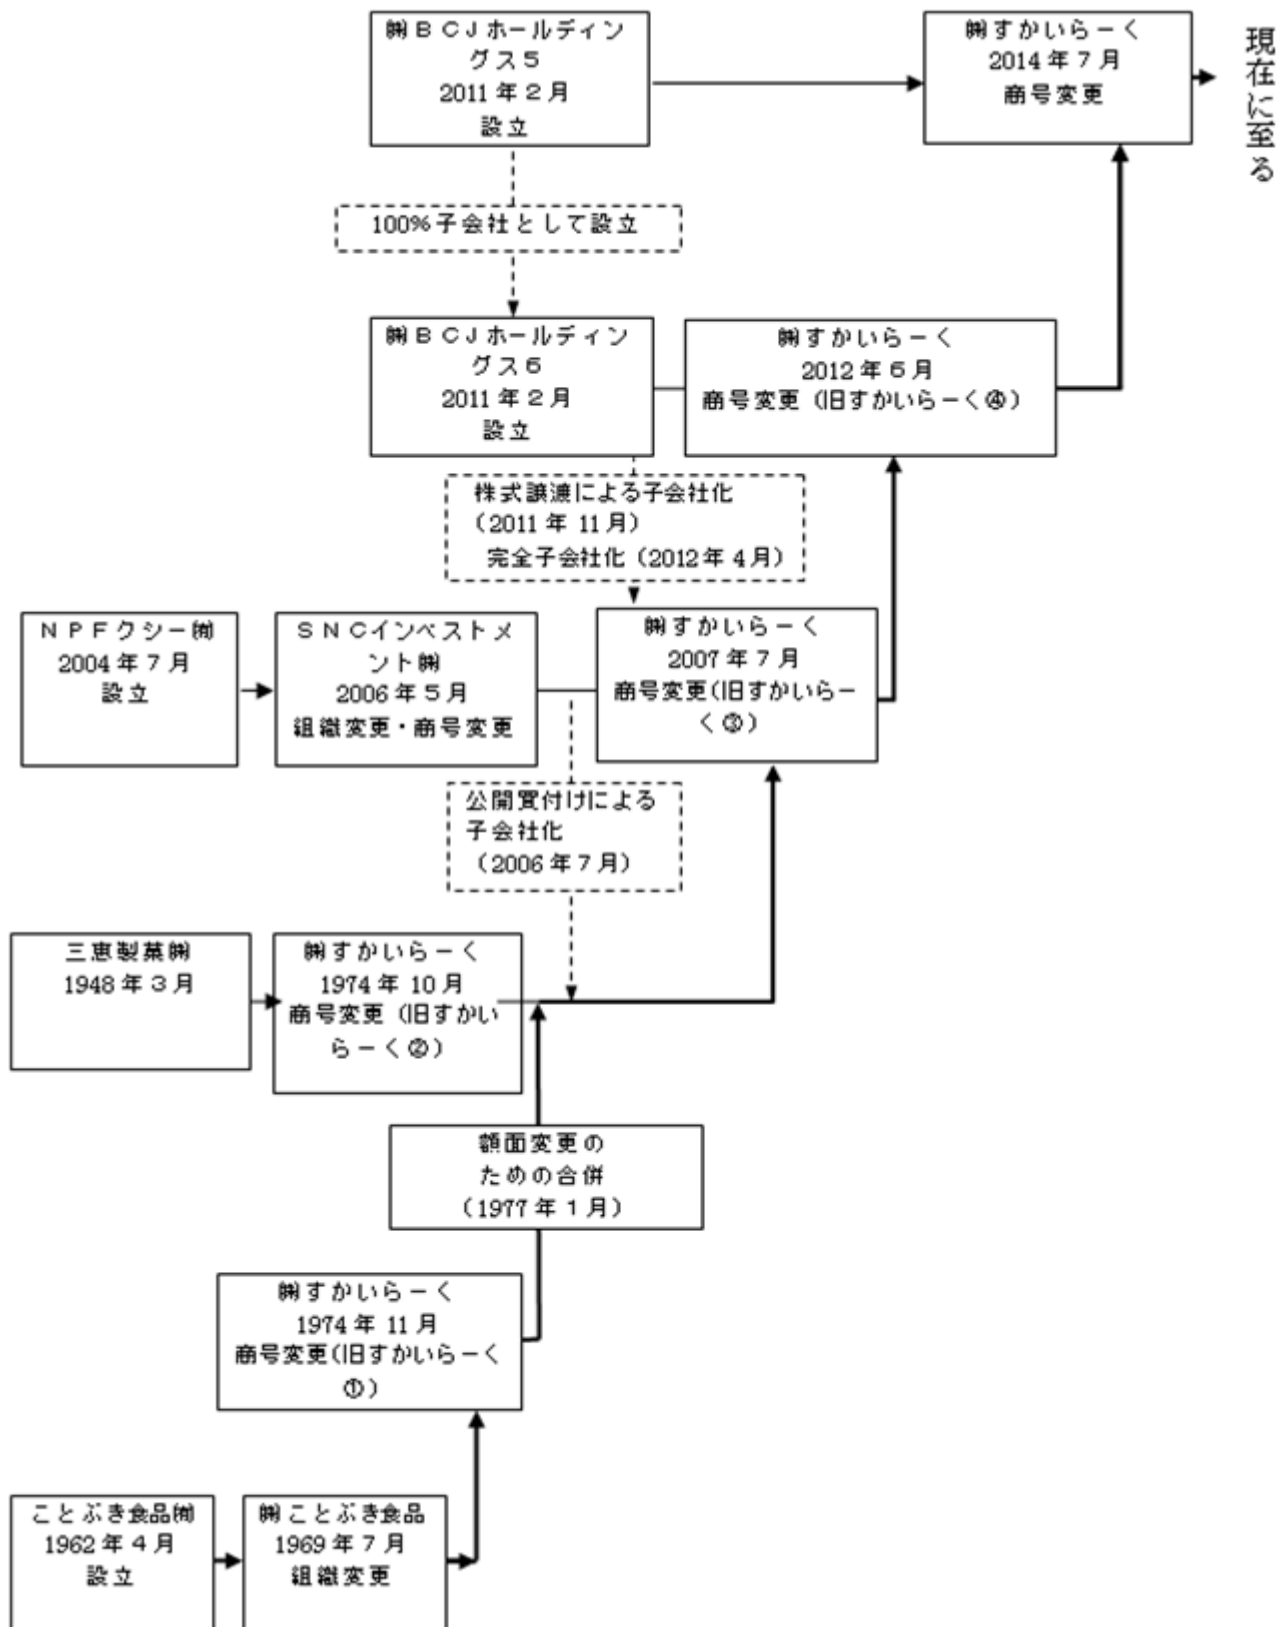 ㈱ＢＣＪホールディン
グス５
2011年２月
設立
㈱すかいらーく
2014年７月
商号変更
現在に至る
100%子会社として設立
㈱ＢＣＪホールディン
グス６
2011年２月
設立
㈱すかいらーく
2012年６月
商号変更（旧すかいらーく④）
株式譲渡による子会社化
（2011年11月）
完全子会社化（2012年4月）
ＮＰＦクシー㈲
2004年７月
設立
ＳＮＣインベストメ
ント㈱
2006年５月
組織変更・商号変更
㈱すかいらーく
2007年７月
商号変更(旧すかいらー
く③）
公開買付けによる
子会社化
（2006年７月）
三恵製菓㈱
1948年３月
㈱すかいらーく
1974年10月
商号変更（旧すかい
らーく②）
額面変更の
ための合併
（1977年１月）
㈱すかいらーく
1974年11月
商号変更(旧すかいらーく
①）
ことぶき食品㈲
1962年４月
設立
㈱ことぶき食品
1969年７月
組織変更